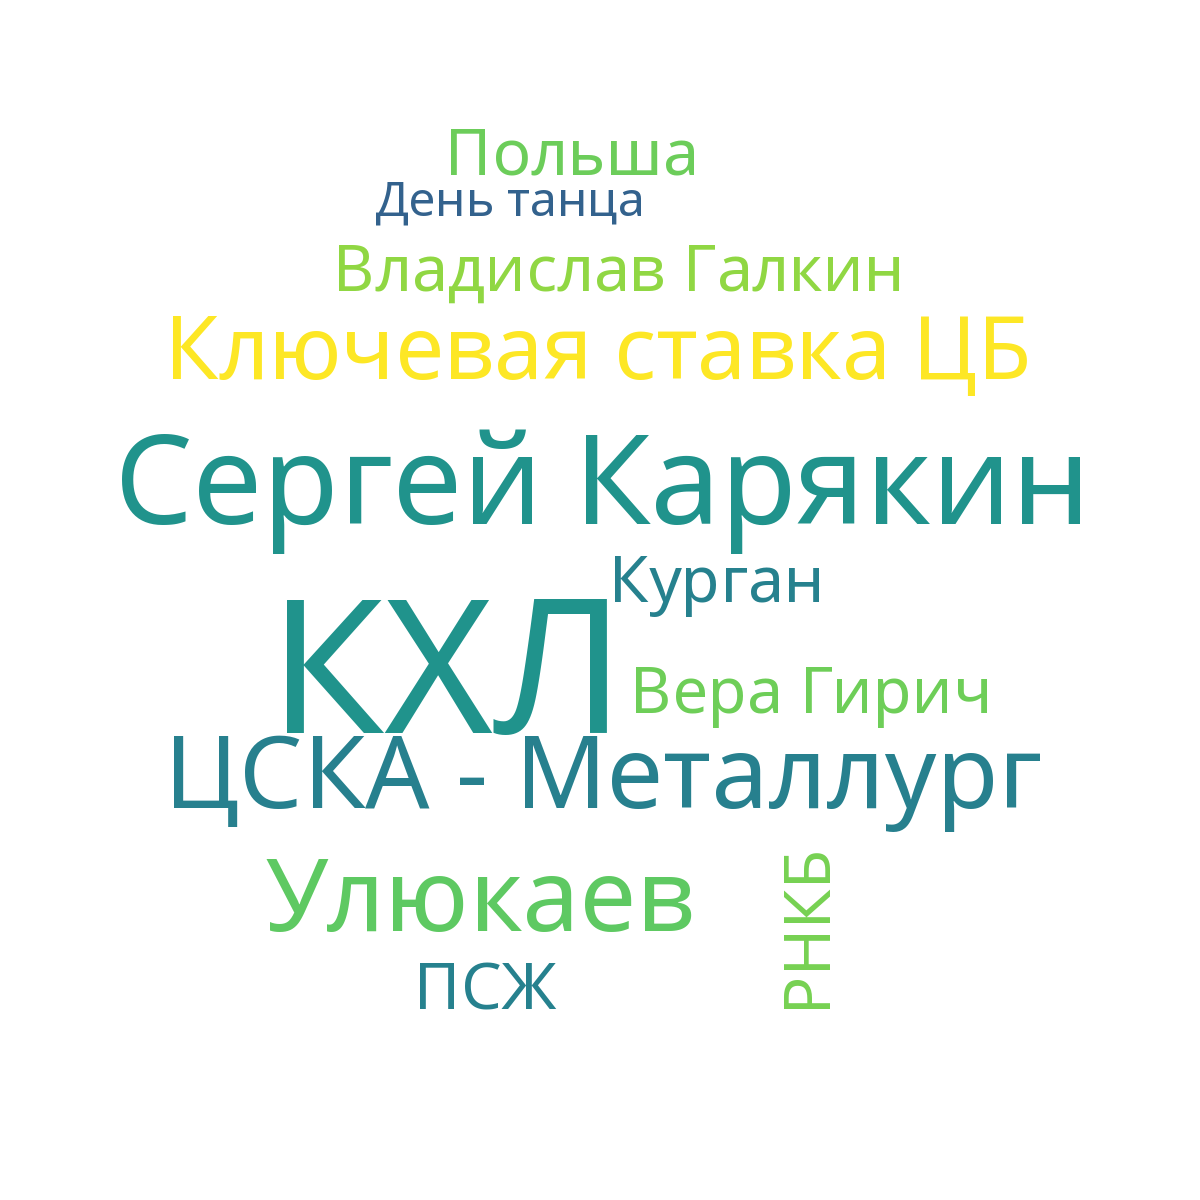 Польша
День танца
Владислав Галкин
Ключевая ставка ЦБ
Сергей Карякин
Курган
КХЛ
Вера Гирич
ЦСКА - Металлург
Улюкаев
РНКБ
ПСЖ